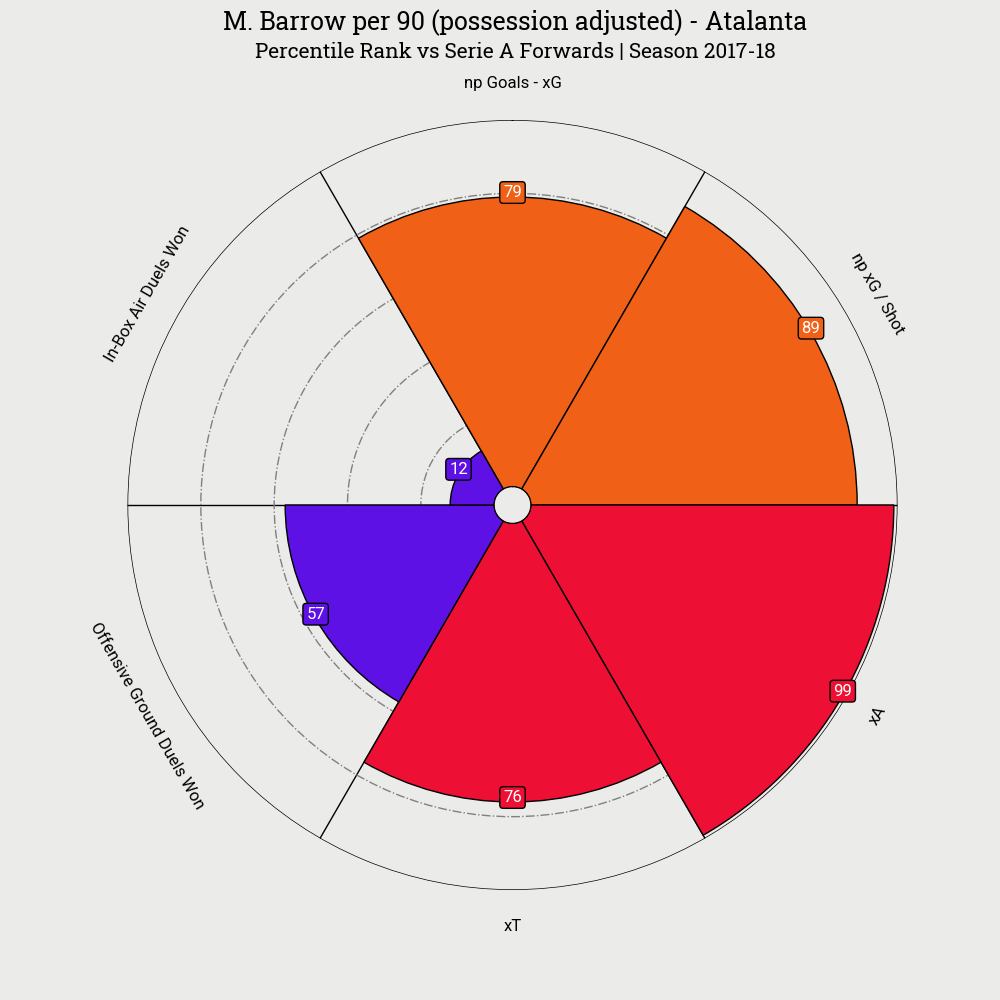 M. Barrow per 90 (possession adjusted) - Atalanta
Percentile Rank vs Serie A Forwards | Season 2017-18
np Goals - xG
79
np xG / Shot
89
In-Box Air Duels Won
12
57
Offensive Ground Duels Won
99
xA
76
xT